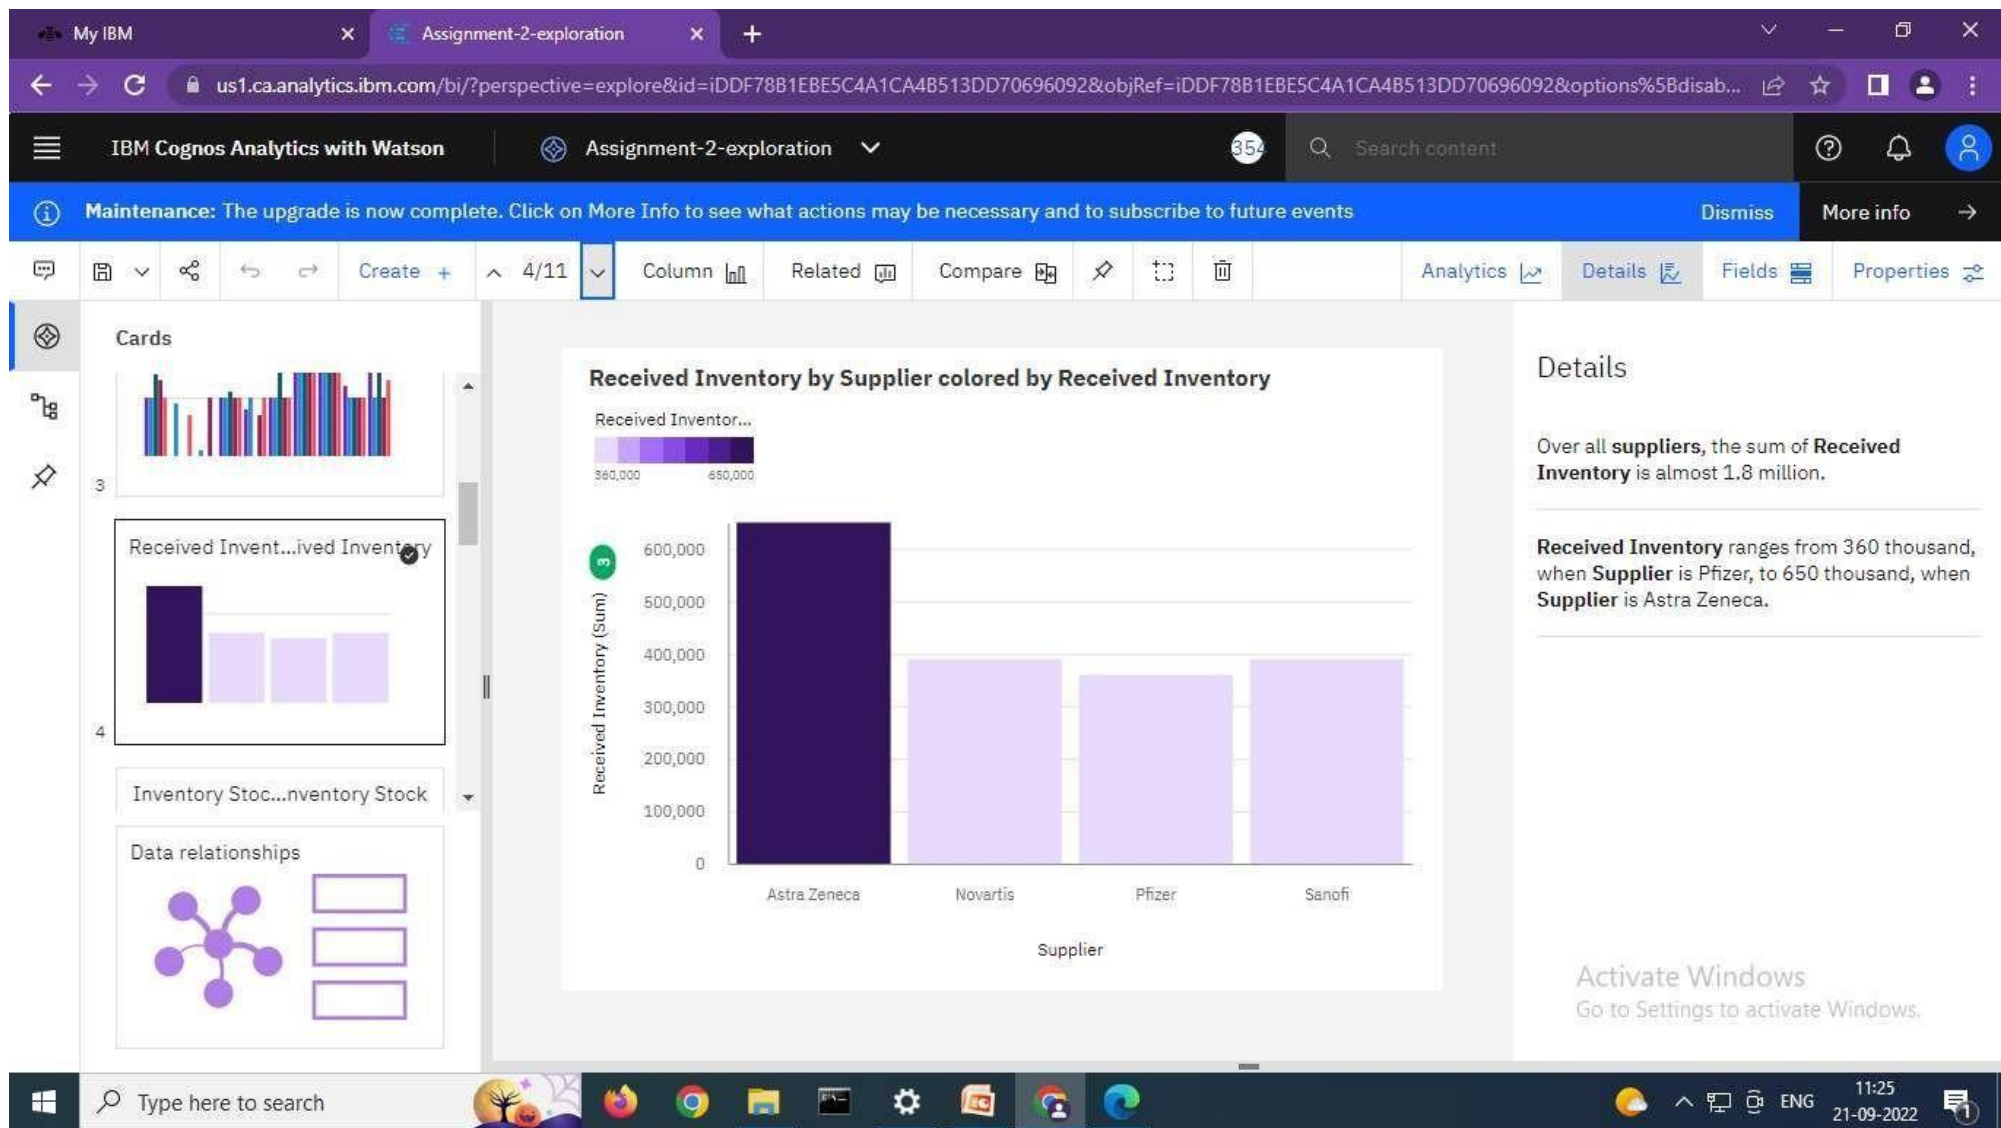 My IBM
Assignment-2-exploration
us1.ca.analytics.ibm.com/bi/?perspective=explore&id=iDDF78B1EBE5C4A1CA4B513DD70696092&objRef=iDDF78B1EBE5C4A1CA4B513DD70696092&options%5Bdisab...
IBM Cognos Analytics with Watson
Assignment-2-exploration
354
Search content
Maintenance: The upgrade is now complete. Click on More Info to see what actions may be necessary and to subscribe to future events
Dismiss
More info
Create +
4/11
Column
Related
Compare
Analytics
Details
Fields
Properties
Cards
3
Received Invent...ived Inventory
4
Inventory Stoc...nventory Stock
Data relationships
Received Inventory by Supplier colored by Received Inventory
Received Inventor...
360,000
650,000
3
Received Inventory (Sum)
600,000
500,000
400,000
300,000
200,000
100,000
0
Astra Zeneca
Novartis
Pfizer
Sanofi
Supplier
Details
Over all suppliers, the sum of Received
Inventory is almost 1.8 million.
Received Inventory ranges from 360 thousand,
when Supplier is Pfizer, to 650 thousand, when
Supplier is Astra Zeneca.
Activate Windows
Go to Settings to activate Windows.
Type here to search
ENG
11:25
21-09-2022
1